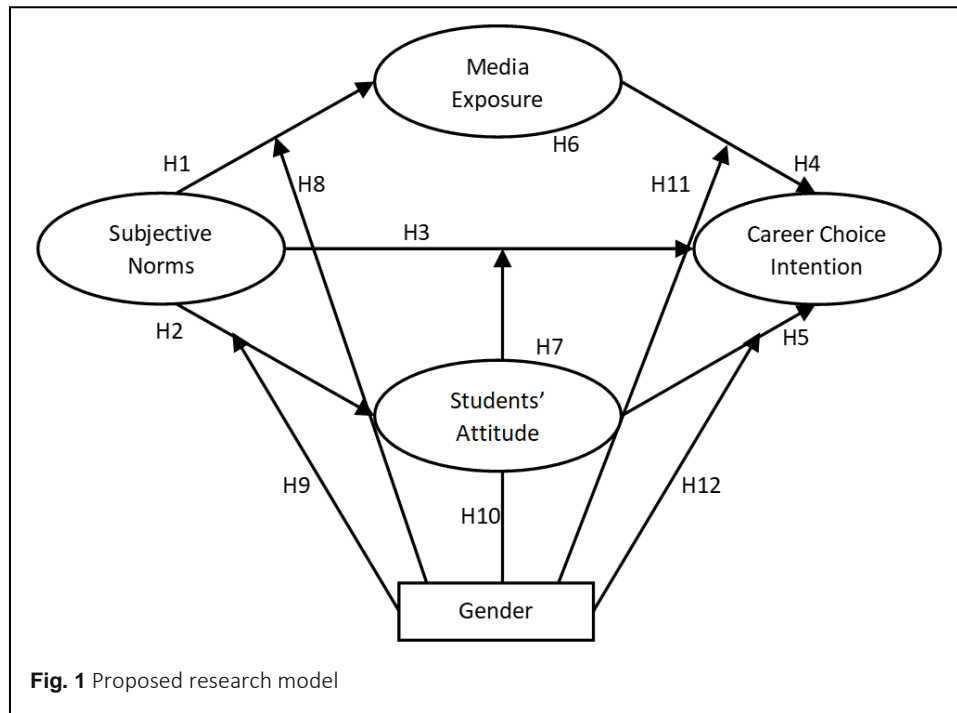 Media
Exposure
H6
H1
H8
H11
H4
Subjective
Norms
H3
Career Choice
Intention
H2
H7
H5
Students’
Attitude
H9
H10
H12
Gender
Fig. 1 Proposed research model